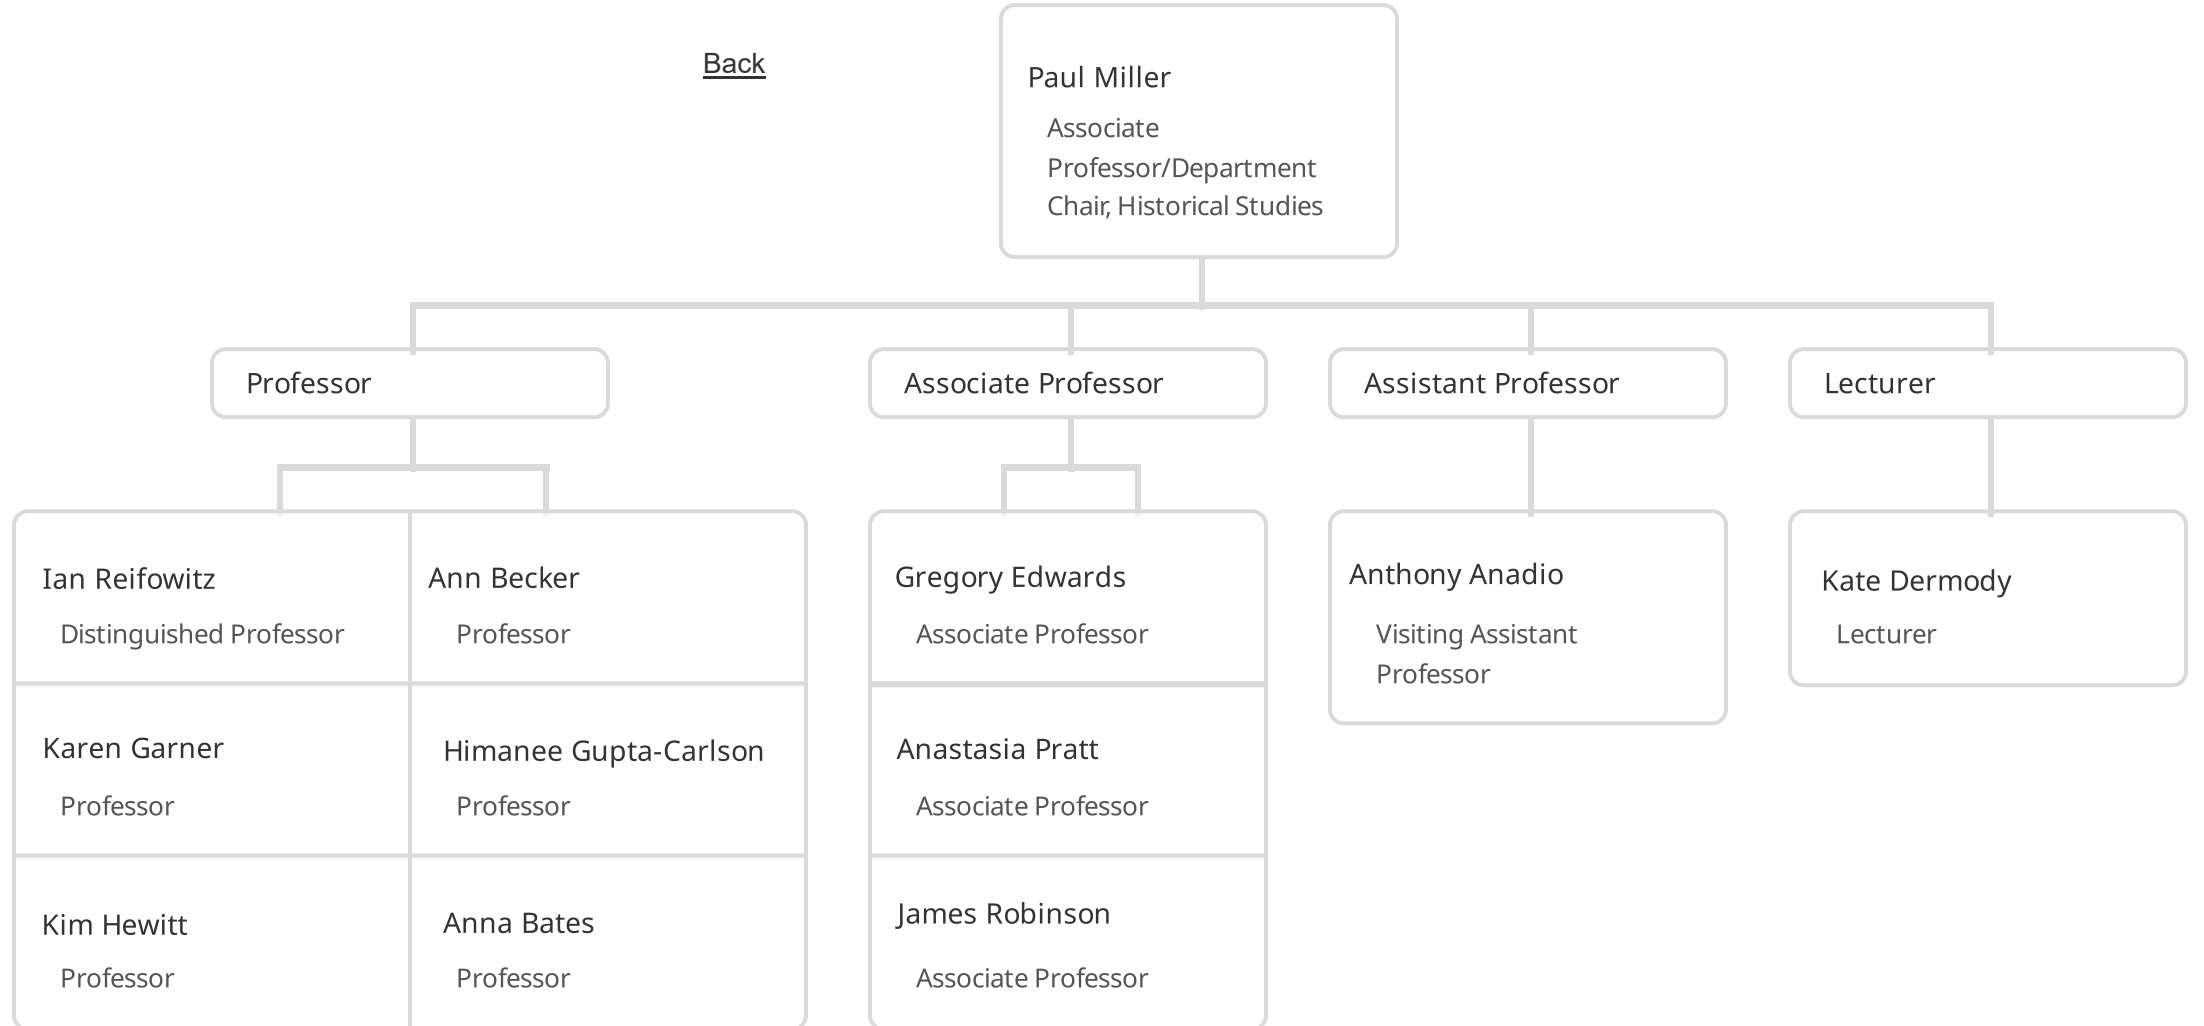 Back
Paul Miller
Associate
Professor/Department
Chair, Historical Studies
Professor
Associate Professor
Assistant Professor
Lecturer
Ian Reifowitz
Distinguished Professor
Ann Becker
Professor
Karen Garner
Professor
Himanee Gupta-Carlson
Professor
Kim Hewitt
Professor
Anna Bates
Professor
Gregory Edwards
Associate Professor
Anastasia Pratt
Associate Professor
James Robinson
Associate Professor
Anthony Anadio
Visiting Assistant
Professor
Kate Dermody
Lecturer